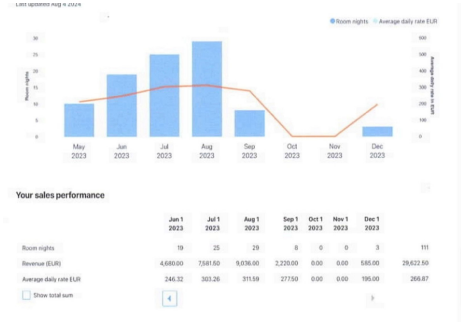 Last updated Aug 4 2024
Room nights Average daily rate EUR
30
25
20
15
10
5
0
Room nights
600
500
400
300
200
100
0
Average daily rate in EUR
May 2023
Jun 2023
Jul 2023
Aug 2023
Sep 2023
Oct 2023
Nov 2023
Dec 2023
Your sales performance
Jun 1 2023 Jul 1 2023 Aug 1 2023 Sep 1 2023 Oct 1 2023 Nov 1 2023 Dec 1 2023
Room nights 19 25 29 8 0 0 3 111
Revenue (EUR) 4,680.00 7,581.50 9,036.00 2,220.00 0.00 0.00 585.00 29,622.50
Average daily rate EUR 246.32 303.26 311.59 277.50 0.00 0.00 195.00 266.87
Show total sum